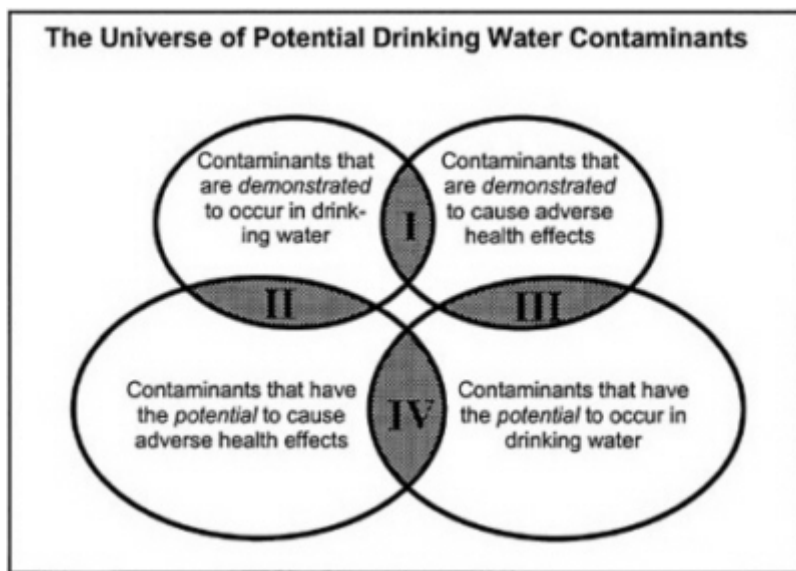 The Universe of Potential Drinking Water Contaminants
Contaminants that
are demonstrated
to occur in drink-
ing water
Contaminants that
are demonstrated
to cause adverse
health effects
I
II
III
Contaminants that have
the potential to cause
adverse health effects
IV
Contaminants that have
the potential to occur in
drinking water